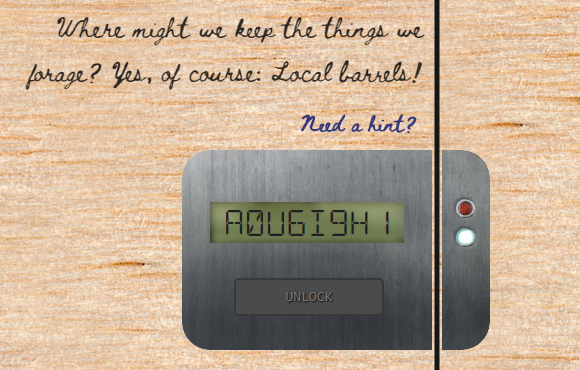 Where might we keep the things we
forage? Yes, of course: Local barrels!
Need a hint?
A0U6I9H1
UNLOCK